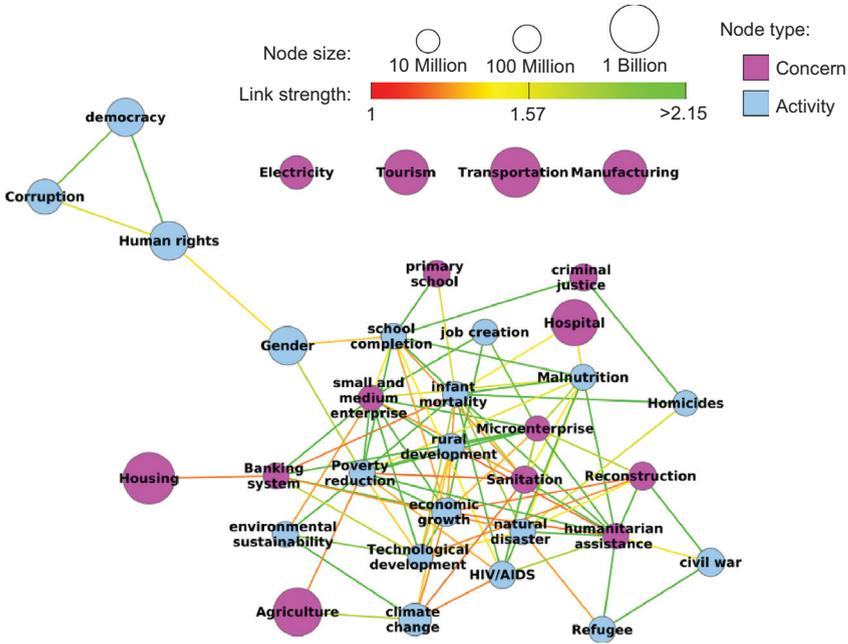 Node size:
10 Million
100 Million
1 Billion
Node type:
Concern
Activity
Link strength:
1
1.57
>2.15
democracy
Corruption
Human rights
Electricity
Tourism
Transportation
Manufacturing
primary
school
criminal
justice
Hospital
Gender
school
completion
job creation
Malnutrition
small and
medium
enterprise
infant
mortality
Homicides
Microenterprise
rural
development
Housing
Banking
system
Poverty
reduction
Sanitation
Reconstruction
economic
growth
environmental
sustainability
natural
disaster
humanitarian
assistance
Technological
development
HIV/AIDS
civil war
Agriculture
climate
change
Refugee